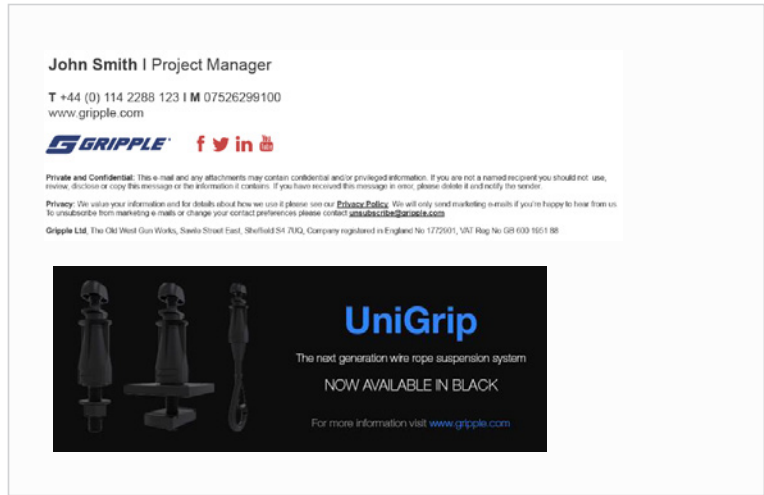 John Smith I Project Manager
T +44 (0) 114 2288 123 I M 07526299100
www.gripple.com
GRIPPLE f in You Tube
Private and Confidential: This e-mail and any attachments may contain confidential and/or privileged information. If you are not a named recipient you should not use,
review, disclose or copy this message or the information it contains. If you have received this message in error, please delete it and notify the sender.
Privacy: We value your information and for details about how we use it please see our Privacy Policy. We will only send marketing e-mails if you're happy to hear from us.
To unsubscribe from marketing e-mails or change your contact preferences please contact unsubscribe@gripple.com
Gripple Ltd, The Old West Gun Works, Savile Street East, Sheffield S4 7UQ, Company registered in England No 1772901, VAT Reg No GB 600 1951 88
UniGrip
The next generation wire rope suspension system
NOW AVAILABLE IN BLACK
For more information visit www.gripple.com